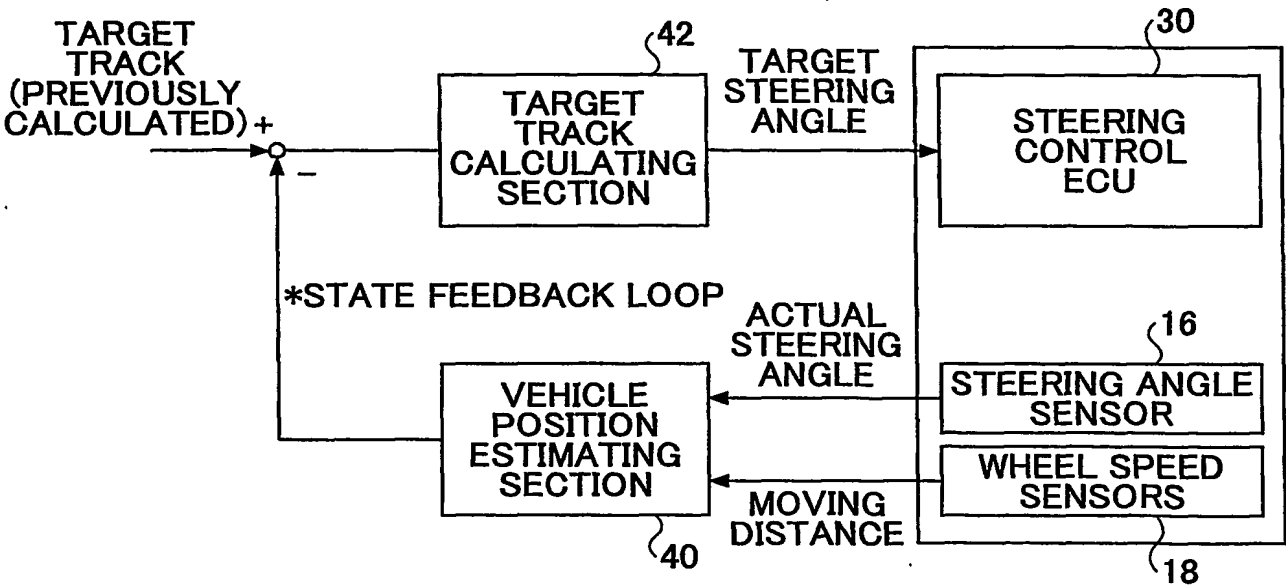 TARGET
TRACK
(PREVIOUSLY
CALCULATED) +
−
42
TARGET
TRACK
CALCULATING
SECTION
TARGET
STEERING
ANGLE
30
STEERING
CONTROL
ECU
*STATE FEEDBACK LOOP
VEHICLE
POSITION
ESTIMATING
SECTION
40
ACTUAL
STEERING
ANGLE
MOVING
DISTANCE
16
STEERING ANGLE
SENSOR
WHEEL SPEED
SENSORS
18